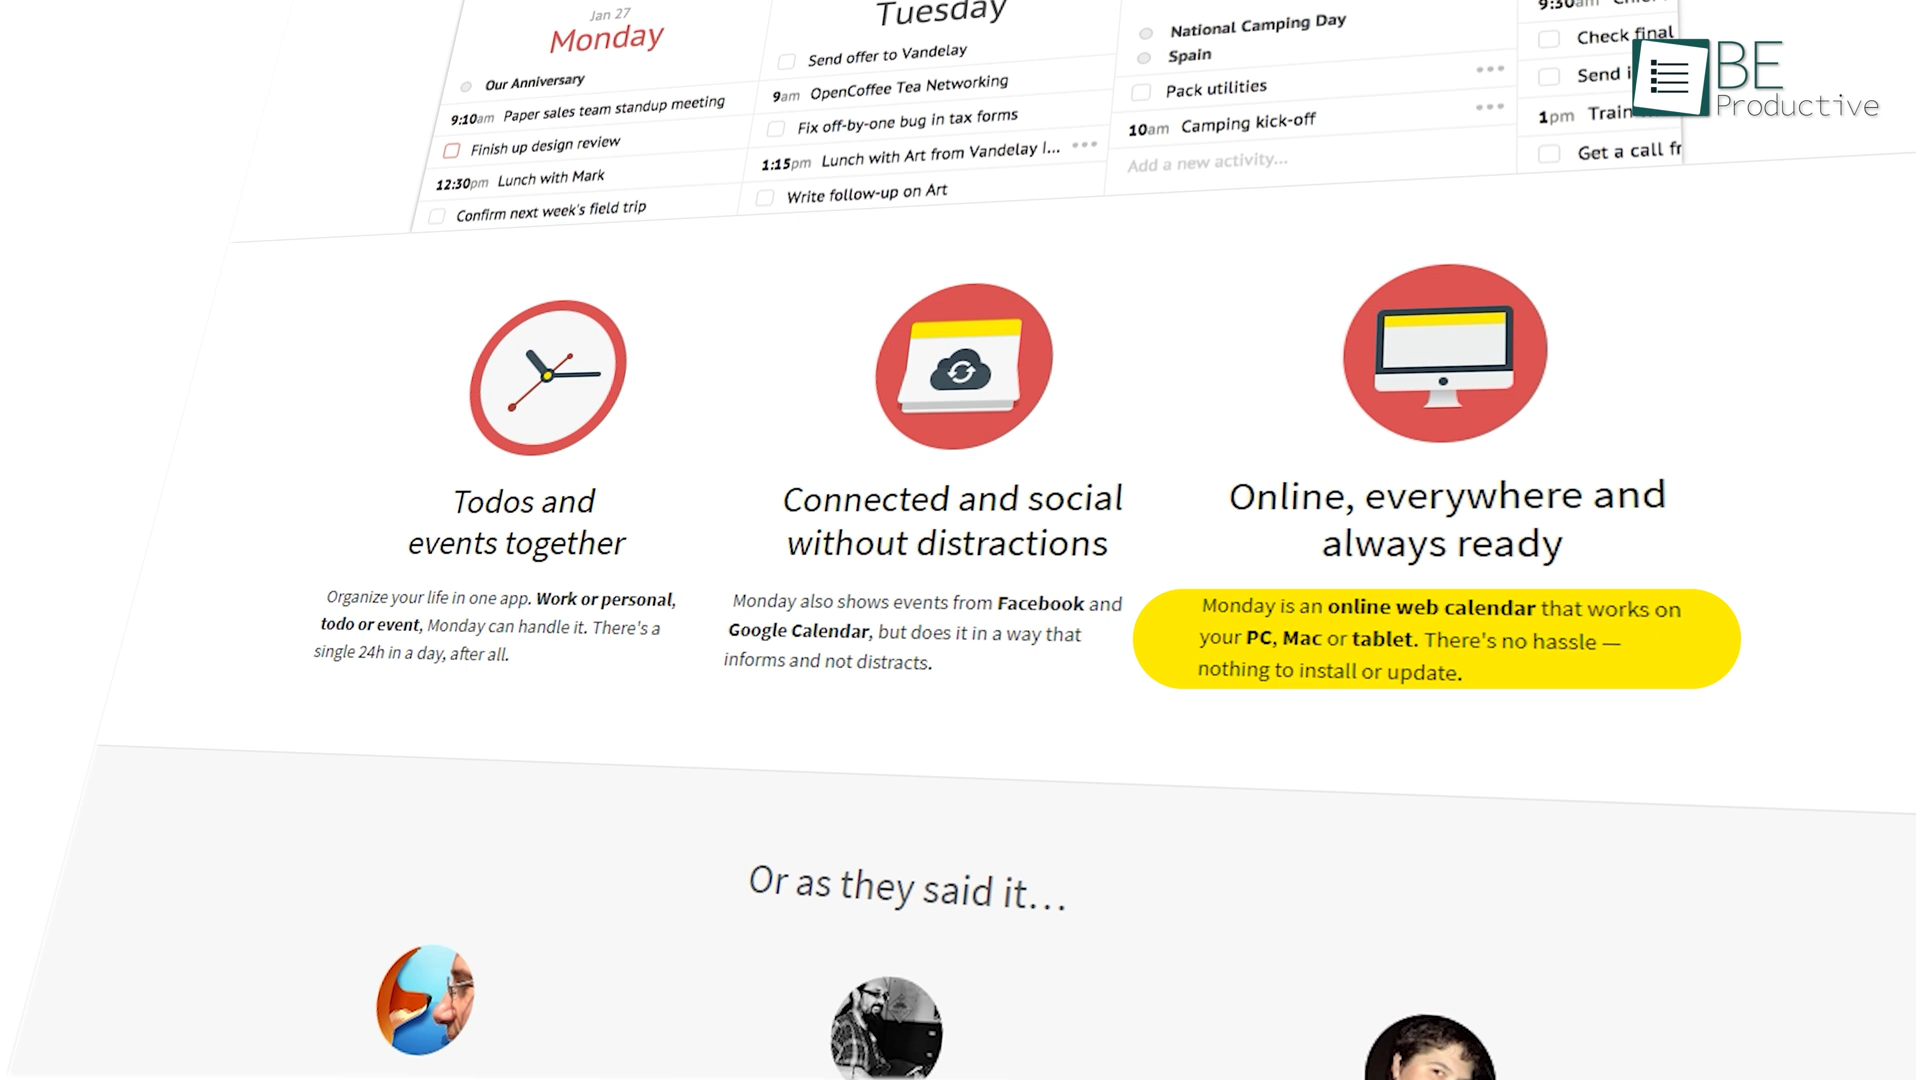 Jan 27
Monday
Our Anniversary
9:10am Paper sales team standup meeting
Finish up design review
12:30pm Lunch with Mark
Confirm next week's field trip
Tuesday
Send offer to Vandelay
9am OpenCoffee Tea Networking
Fix off-by-one bug in tax forms
1:15pm Lunch with Art from Vandelay I...
Write follow-up on Art
National Camping Day
Spain
Pack utilities
10am Camping kick-off
Add a new activity...
9:30am
Check final
Send i
1pm Train
Get a call fr
BE
Productive
Todos and
events together
Organize your life in one app. Work or personal,
todo or event, Monday can handle it. There's a
single 24h in a day, after all.
Connected and social
without distractions
Monday also shows events from Facebook and
Google Calendar, but does it in a way that
informs and not distracts.
Online, everywhere and
always ready
Monday is an online web calendar that works on
your PC, Mac or tablet. There's no hassle —
nothing to install or update.
Or as they said it...